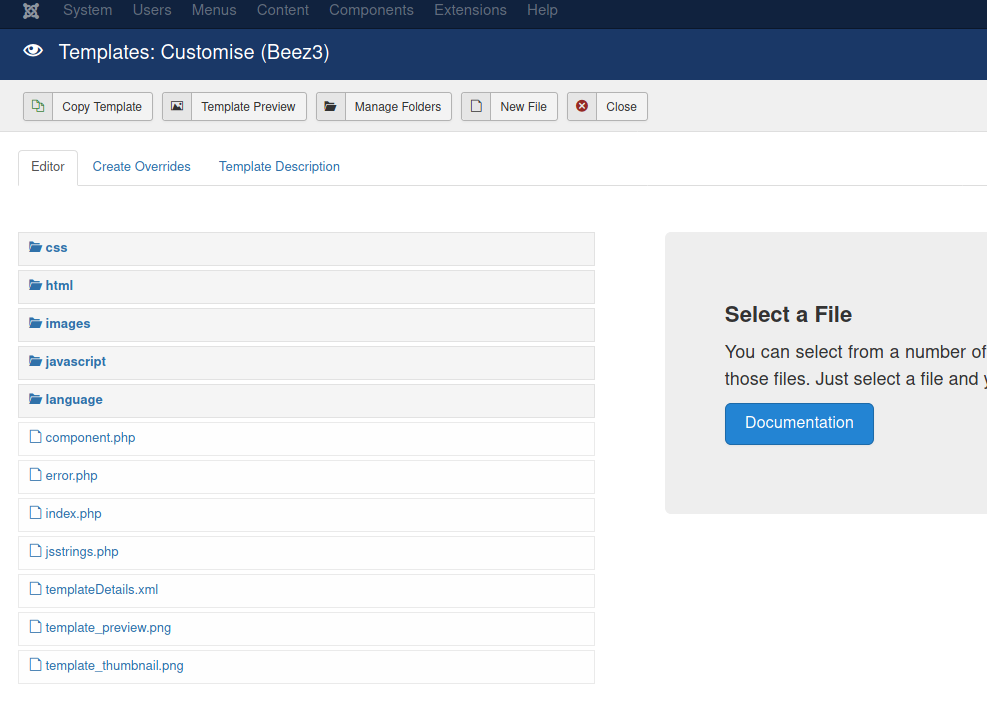 System Users Menus Content Components Extensions Help
Templates: Customise (Beez3)
Copy Template Template Preview Manage Folders New File Close
Editor Create Overrides Template Description
css
html
images
javascript
language
component.php
error.php
index.php
jsstrings.php
templateDetails.xml
template_preview.png
template_thumbnail.png
Select a File
You can select from a number of
those files. Just select a file and
Documentation